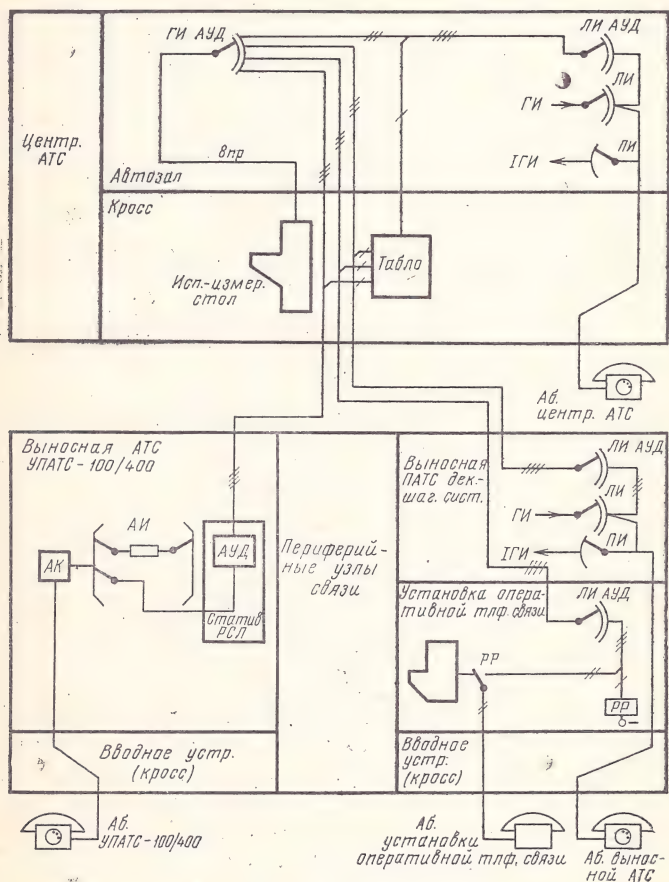 ГИ АУД
ЛИ АУД
ЛИ
ГИ
ПИ
IГИ
8пр
Центр.
АТС
Автозал
Кросс
Табло
Исп.-измер.
стол
Аб.
центр. АТС
Выносная АТС
УПАТС-100/400
АИ
АК
АУД
Статив
РСЛ
Периферий-
ные узлы
связи
Выносная
ПАТС дек.-
шаг. сист.
ЛИ АУД
ЛИ
ГИ
ПИ
IГИ
Установка опера-
тивной тлф. связи
ЛИ АУД
РР
РР
Вводное устр.
(кросс)
Вводное
устр.
(кросс)
Аб.
УПАТС-100/400
Аб.
установки
оперативной тлф. связи
Аб. вынос-
ной АТС